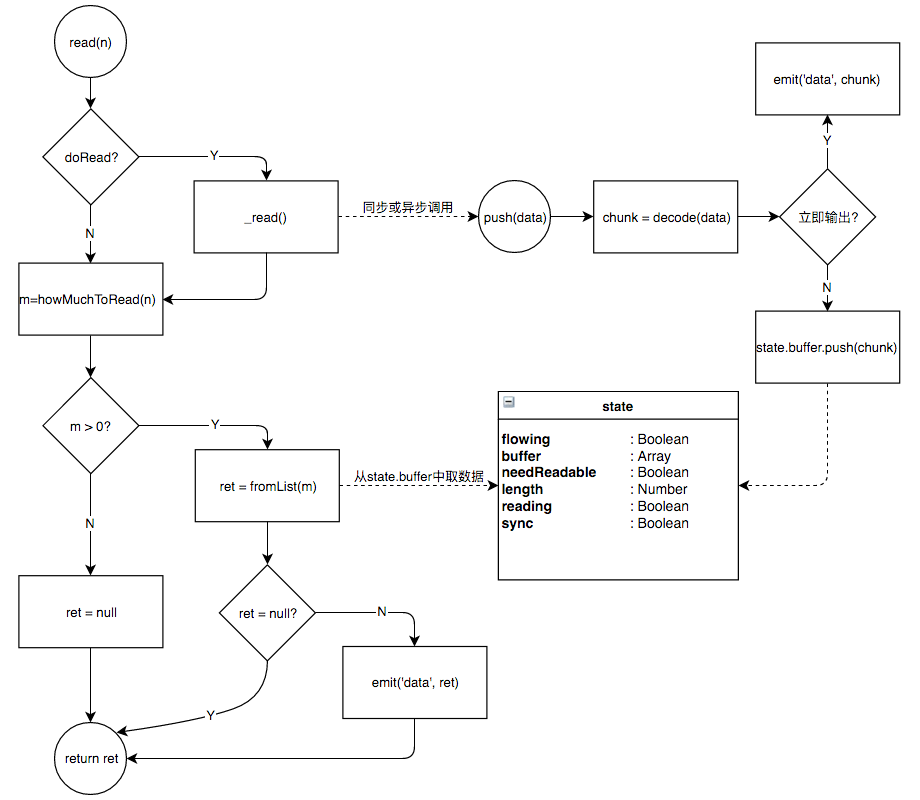 read(n)
doRead?
Y
_read()
N
m=howMuchToRead(n)
m > 0?
Y
ret = fromList(m)
N
ret = null
ret = null?
N
emit('data', ret)
Y
return ret
同步或异步调用
push(data)
chunk = decode(data)
立即输出?
Y
emit('data', chunk)
N
state.buffer.push(chunk)
从state.buffer中取数据
state
flowing : Boolean
buffer : Array
needReadable : Boolean
length : Number
reading : Boolean
sync : Boolean